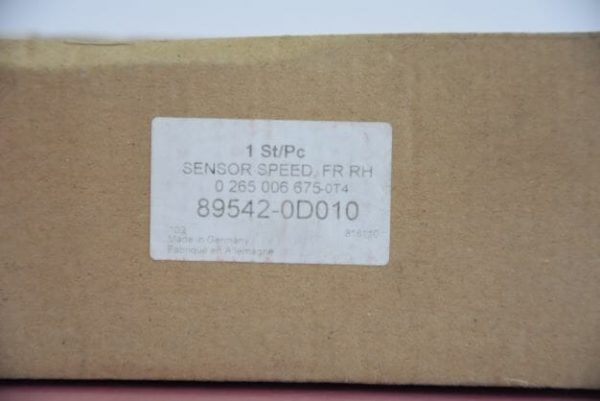 1 St/Pc
SENSOR SPEED, FR RH
0 265 006 675-0T4
89542-0D010
Made in Germany
Fabriqué en Allemagne